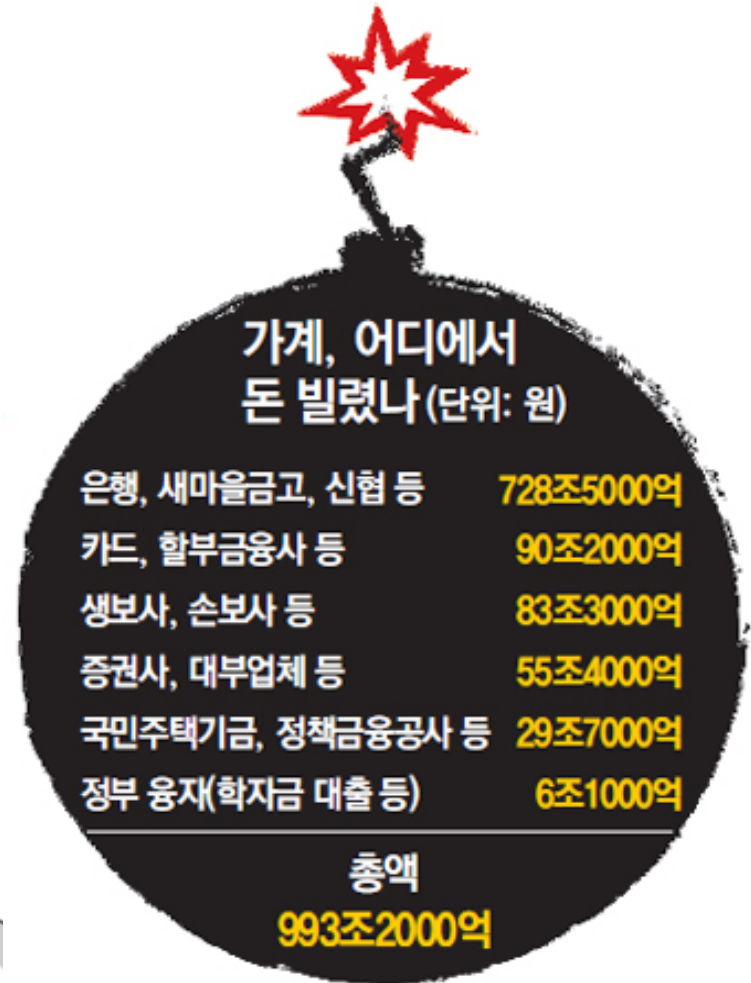 가계, 어디에서
돈 빌렸나 (단위: 원)
은행, 새마을금고, 신협 등 728조5000억
카드, 할부금융사 등 90조2000억
생보사, 손보사 등 83조3000억
증권사, 대부업체 등 55조4000억
국민주택기금, 정책금융공사 등 29조7000억
정부 융자(학자금 대출 등) 6조1000억
총액
993조2000억